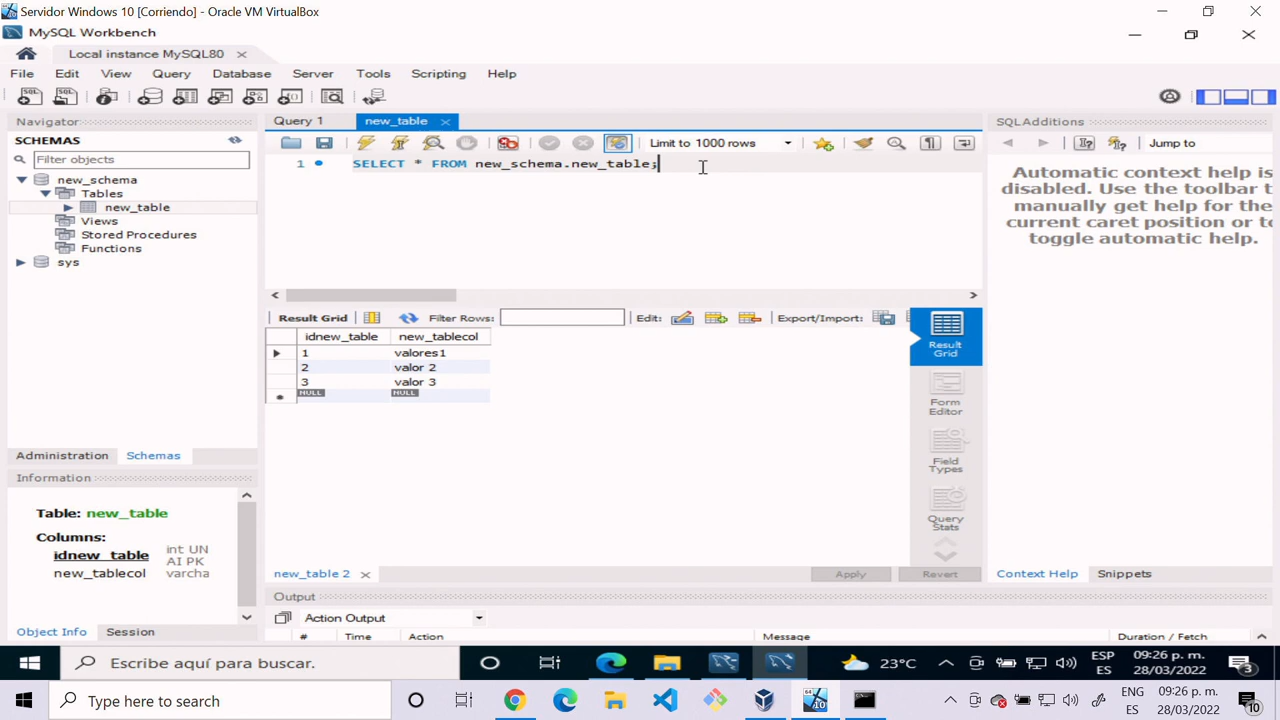 Servidor Windows 10 [Corriendo] - Oracle VM VirtualBox
MySQL Workbench
Local instance MySQL80
File Edit View Query Database Server Tools Scripting Help
Navigator
SCHEMAS
Filter objects
new_schema
Tables
new_table
Views
Stored Procedures
Functions
sys
Administration Schemas
Information
Table: new_table
Columns:
idnew_table int UN
AI PK
new_tablecol varcha
Object Info Session
Query 1 new_table
Limit to 1000 rows
1 SELECT * FROM new_schema.new_table;
Result Grid Filter Rows: Edit: Export/Import:
idnew_table new_tablecol
1 valores1
2 valor 2
3 valor 3
NULL NULL
Result
Grid
Form
Editor
Field
Types
Query
Stats
new_table 2 Apply Revert
Output
Action Output
# Time Action Message Duration / Fetch
SQLAdditions
Jump to
Automatic context help is
disabled. Use the toolbar t
manually get help for the
current caret position or to
toggle automatic help.
Context Help Snippets
Escribe aquí para buscar.
23°C
ESP
ES
09:26 p. m.
28/03/2022
3
Type here to search
10
ENG
ES
09:26 p. m.
28/03/2022
10